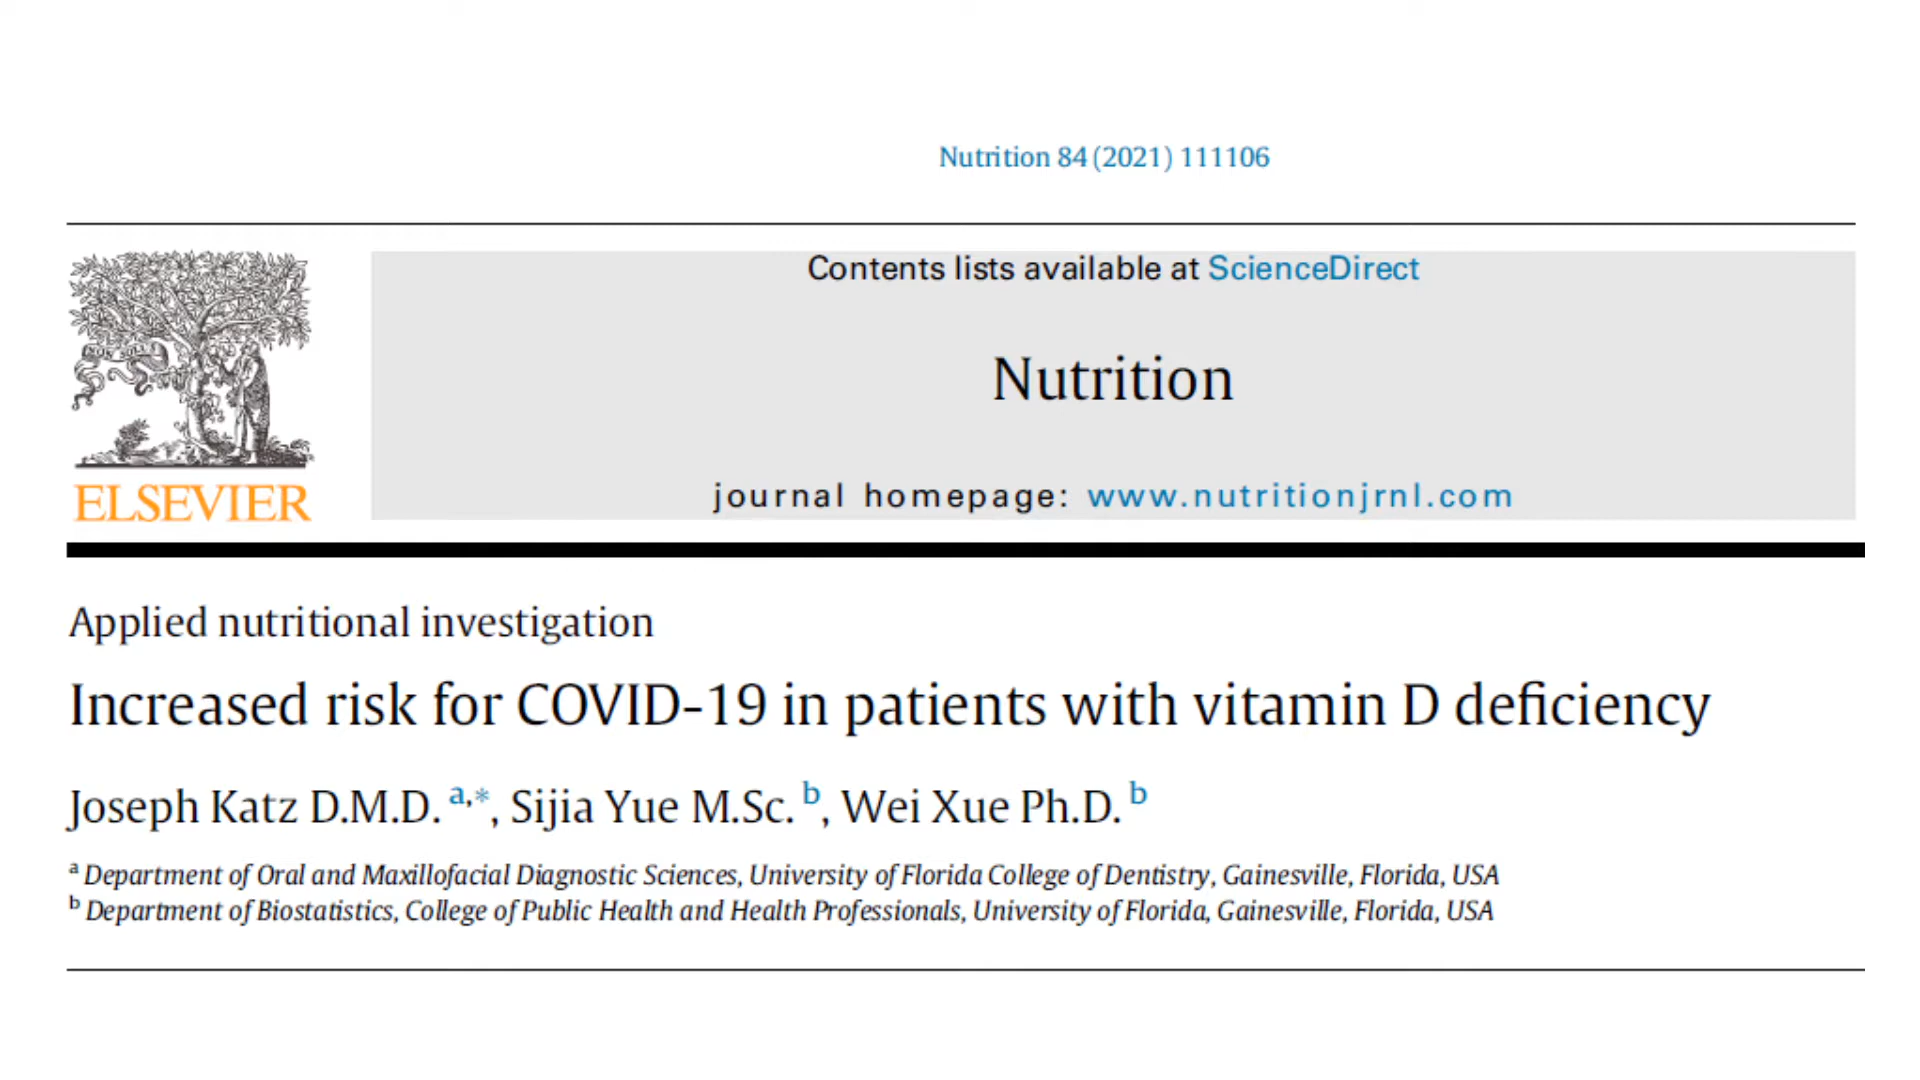 Nutrition 84 (2021) 111106
Contents lists available at ScienceDirect
Nutrition
journal homepage: www.nutritionjrnl.com
NON SOLUS
ELSEVIER
Applied nutritional investigation
Increased risk for COVID-19 in patients with vitamin D deficiency
Joseph Katz D.M.D. a,*, Sijia Yue M.Sc. b, Wei Xue Ph.D. b
a Department of Oral and Maxillofacial Diagnostic Sciences, University of Florida College of Dentistry, Gainesville, Florida, USA
b Department of Biostatistics, College of Public Health and Health Professionals, University of Florida, Gainesville, Florida, USA